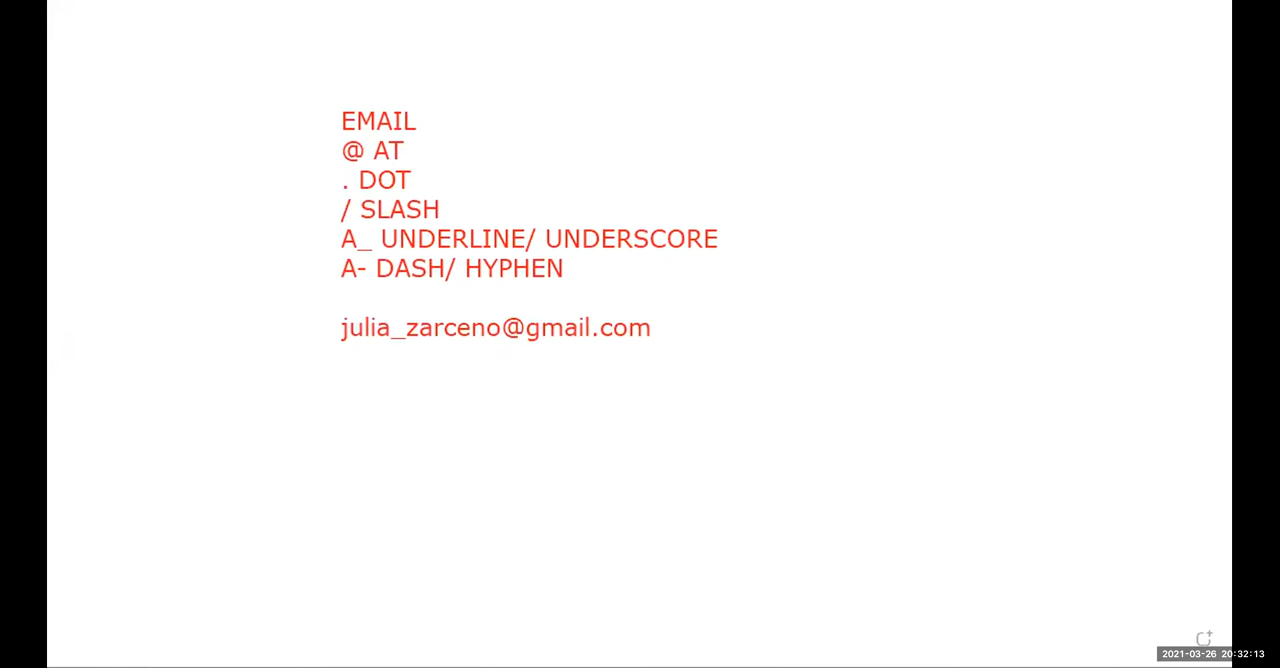 EMAIL
@ AT
. DOT
/ SLASH
A_ UNDERLINE/ UNDERSCORE
A- DASH/ HYPHEN
julia_zarceno@gmail.com
2021-03-26 20:32:13